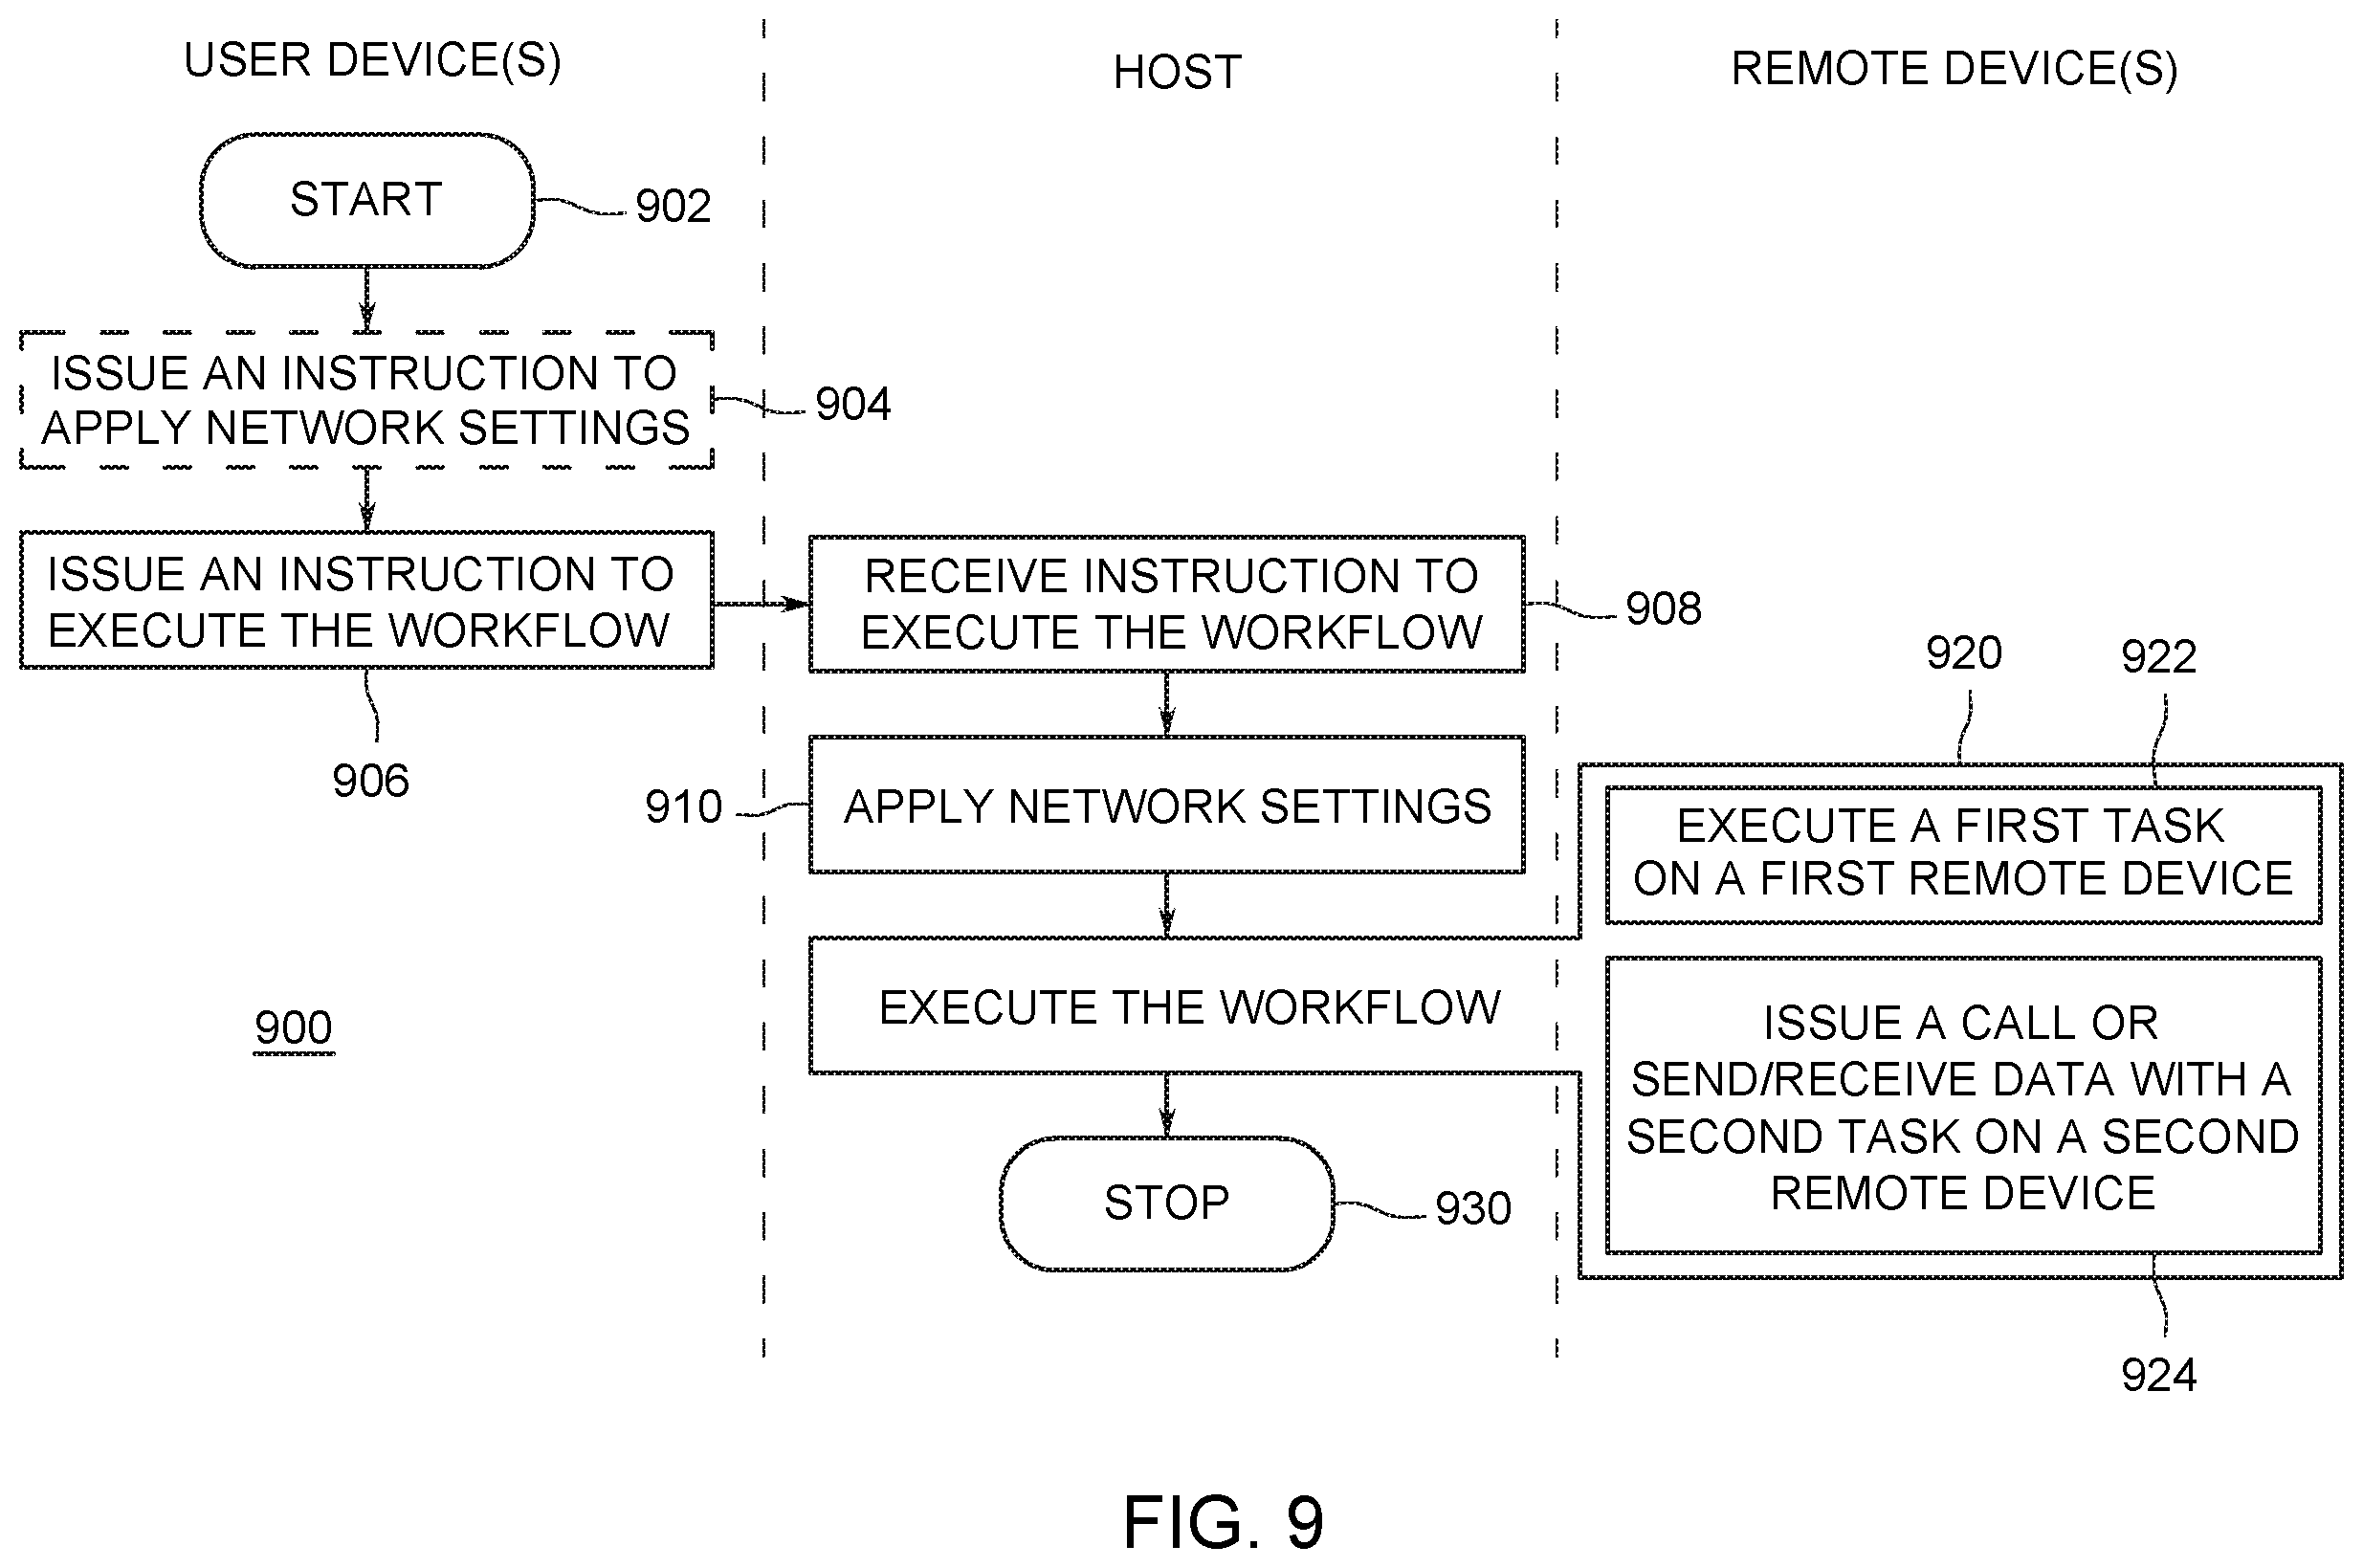 USER DEVICE(S)
HOST
REMOTE DEVICE(S)
START
902
ISSUE AN INSTRUCTION TO
APPLY NETWORK SETTINGS
904
ISSUE AN INSTRUCTION TO
EXECUTE THE WORKFLOW
906
RECEIVE INSTRUCTION TO
EXECUTE THE WORKFLOW
908
910
APPLY NETWORK SETTINGS
920
922
EXECUTE A FIRST TASK
ON A FIRST REMOTE DEVICE
EXECUTE THE WORKFLOW
ISSUE A CALL OR
SEND/RECEIVE DATA WITH A
SECOND TASK ON A SECOND
REMOTE DEVICE
924
900
STOP
930
FIG. 9